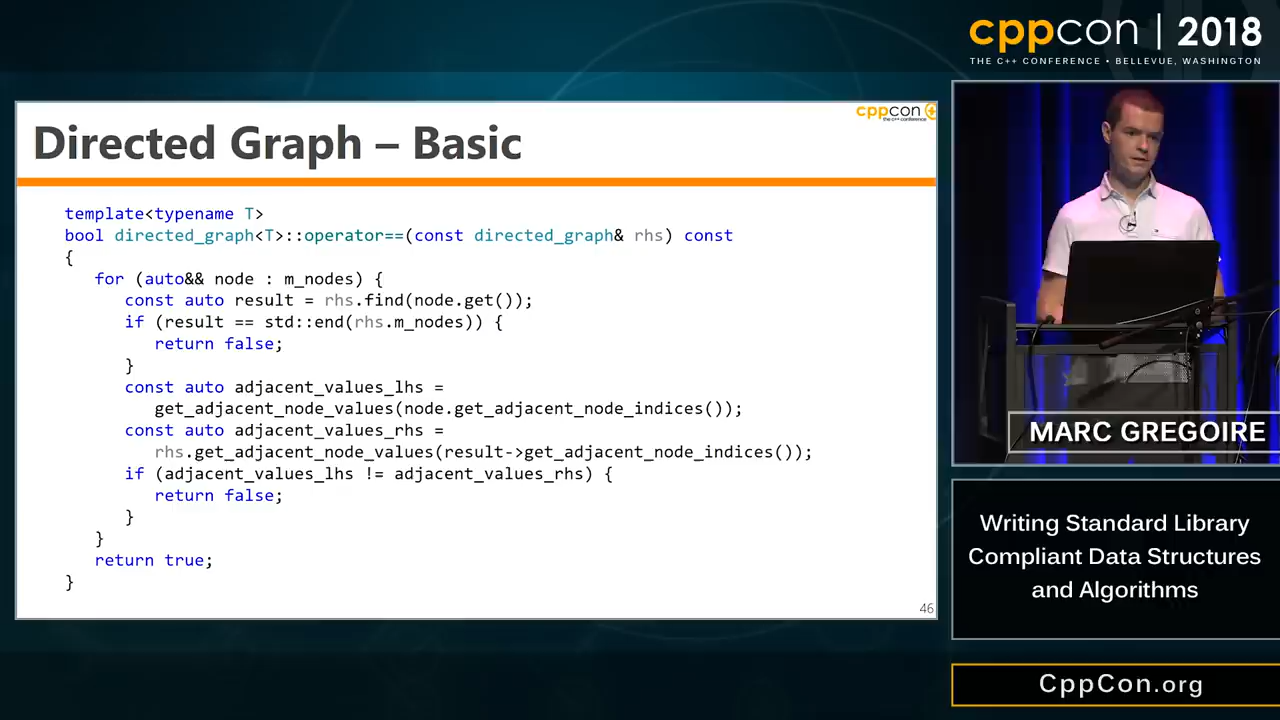 cppcon | 2018
THE C++ CONFERENCE • BELLEVUE, WASHINGTON
cppcon
the c++ conference
Directed Graph – Basic
template<typename T>
bool directed_graph<T>::operator==(const directed_graph& rhs) const
{
for (auto&& node : m_nodes) {
const auto result = rhs.find(node.get());
if (result == std::end(rhs.m_nodes)) {
return false;
}
const auto adjacent_values_lhs =
get_adjacent_node_values(node.get_adjacent_node_indices());
const auto adjacent_values_rhs =
rhs.get_adjacent_node_values(result->get_adjacent_node_indices());
if (adjacent_values_lhs != adjacent_values_rhs) {
return false;
}
}
return true;
}
46
MARC GREGOIRE
Writing Standard Library
Compliant Data Structures
and Algorithms
CppCon.org